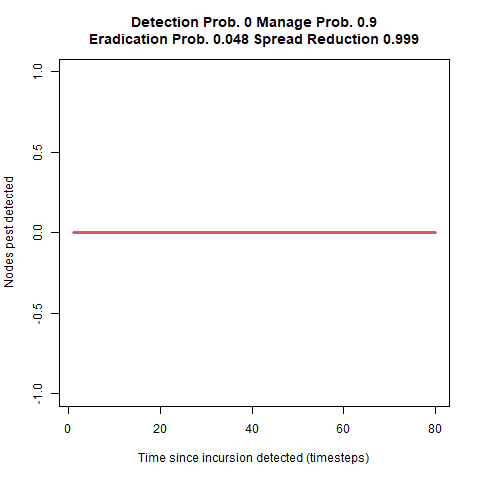 Detection Prob. 0 Manage Prob. 0.9
Eradication Prob. 0.048 Spread Reduction 0.999
Nodes pest detected
1.0
0.5
0.0
-0.5
-1.0
0 20 40 60 80
Time since incursion detected (timesteps)